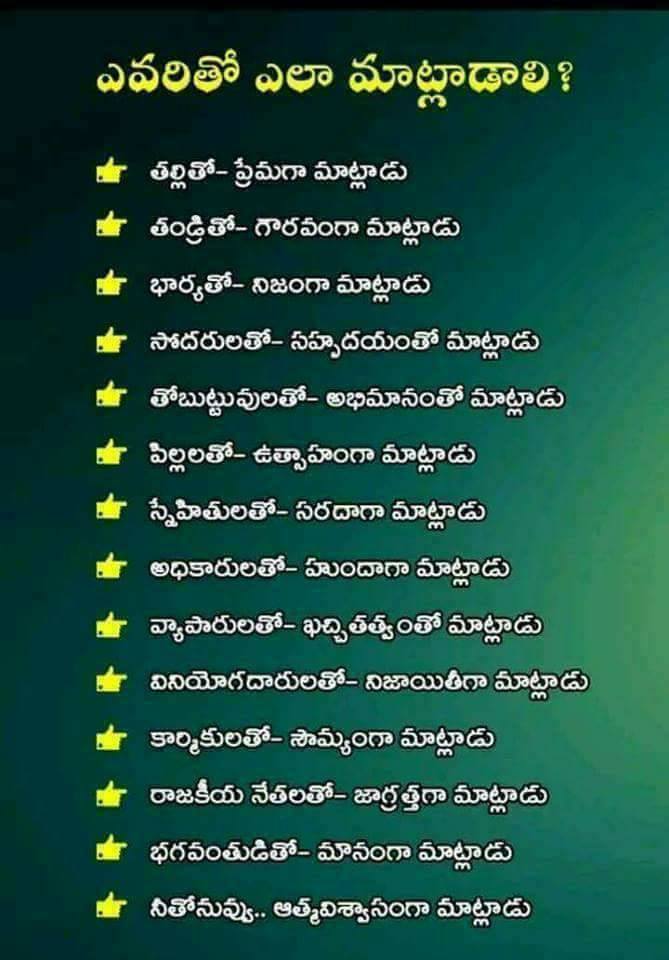 ఎవరితో ఎలా మాట్లాడాలి?
తల్లితో- ప్రేమగా మాట్లాడు
తండ్రితో- గౌరవంగా మాట్లాడు
భార్యతో- నిజంగా మాట్లాడు
సోదరులతో- సహృదయంతో మాట్లాడు
తోబుట్టువులతో- అభిమానంతో మాట్లాడు
పిల్లలతో- ఉత్సాహంగా మాట్లాడు
స్నేహితులతో- సరదాగా మాట్లాడు
అధికారులతో- హుందాగా మాట్లాడు
వ్యాపారులతో- ఖచ్చితత్వంతో మాట్లాడు
వినియోగదారులతో- నిజాయితీగా మాట్లాడు
కార్మికులతో- సౌమ్యంగా మాట్లాడు
రాజకీయ నేతలతో- జాగ్రత్తగా మాట్లాడు
భగవంతుడితో- మౌనంగా మాట్లాడు
నీతోనువ్వు.. ఆత్మవిశ్వాసంగా మాట్లాడు